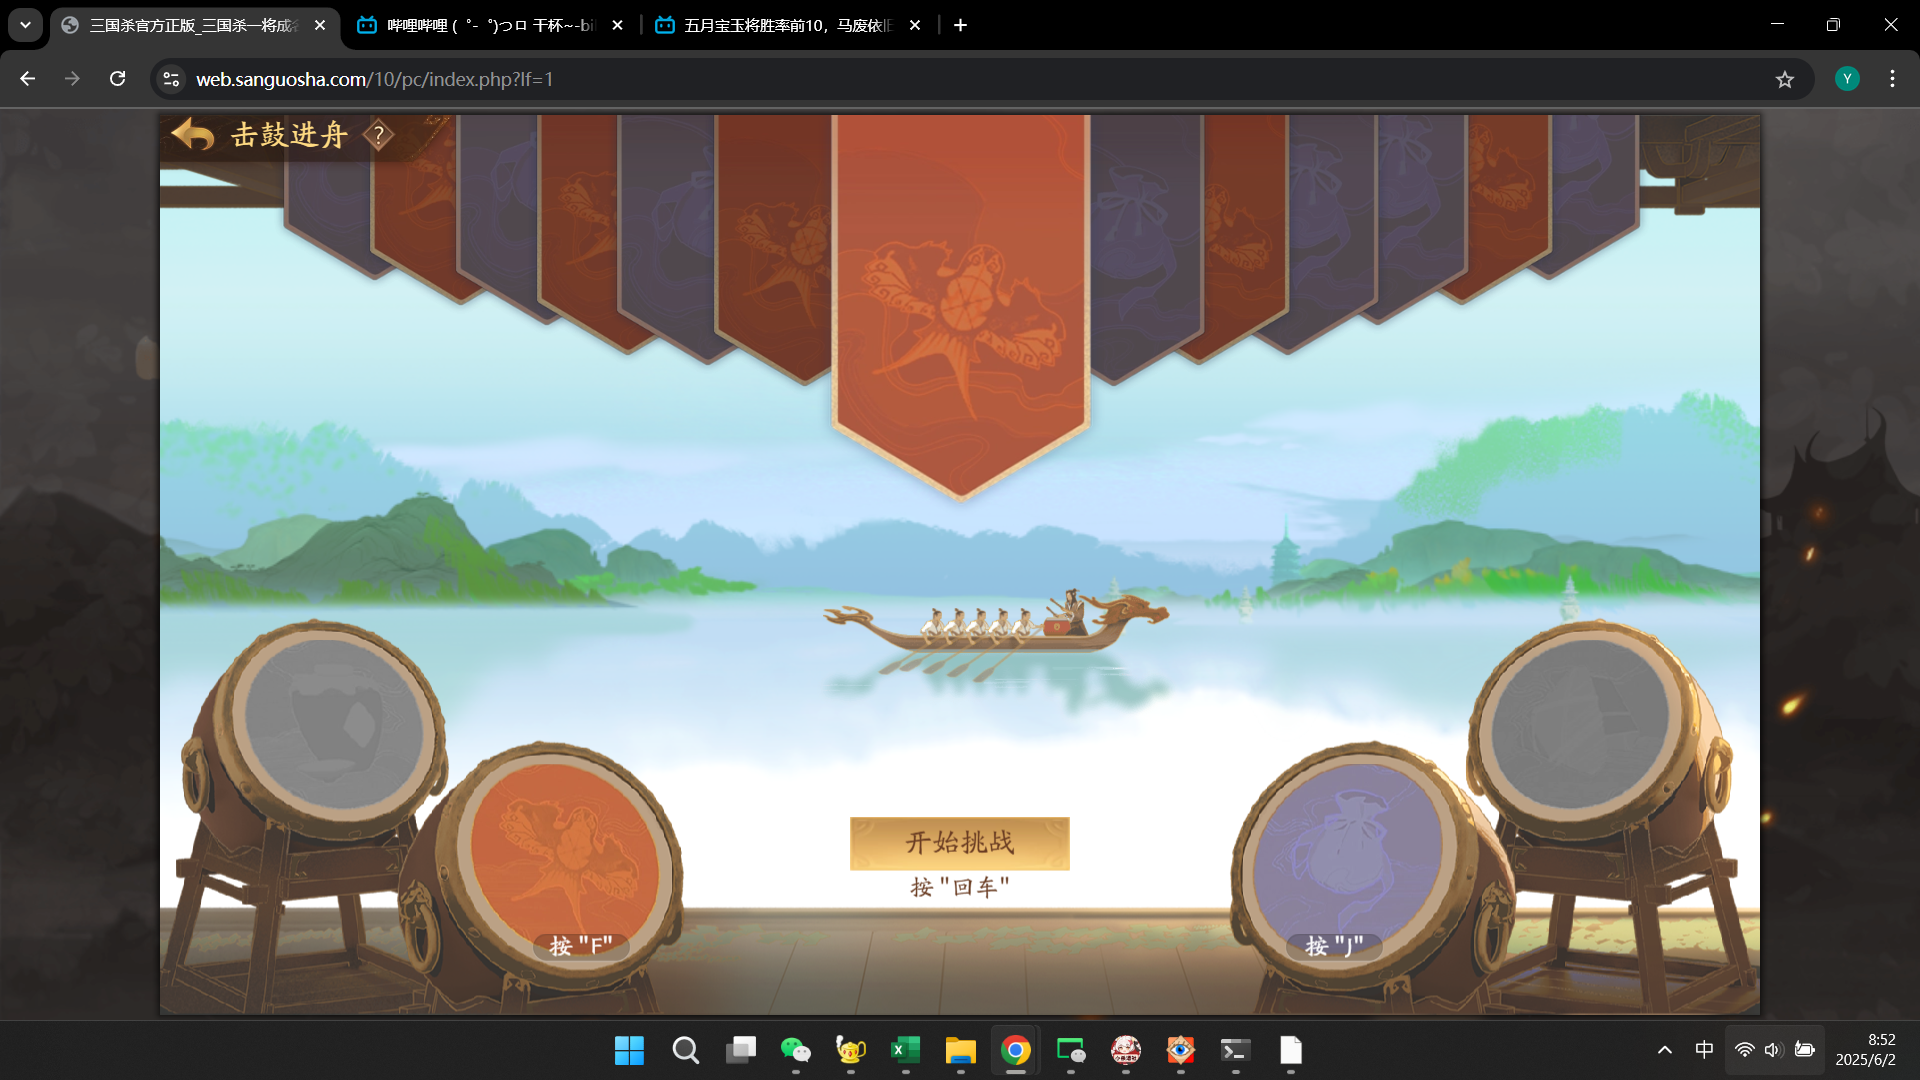 三国杀官方正版_三国杀一将成名
哔哩哔哩 (゜-゜)つロ 干杯~-bil
五月宝玉将胜率前10，马废依旧
web.sanguosha.com/10/pc/index.php?lf=1
Y
击鼓进舟 ?
开始挑战
按"回车"
按"F"
按"J"
中
8:52
2025/6/2